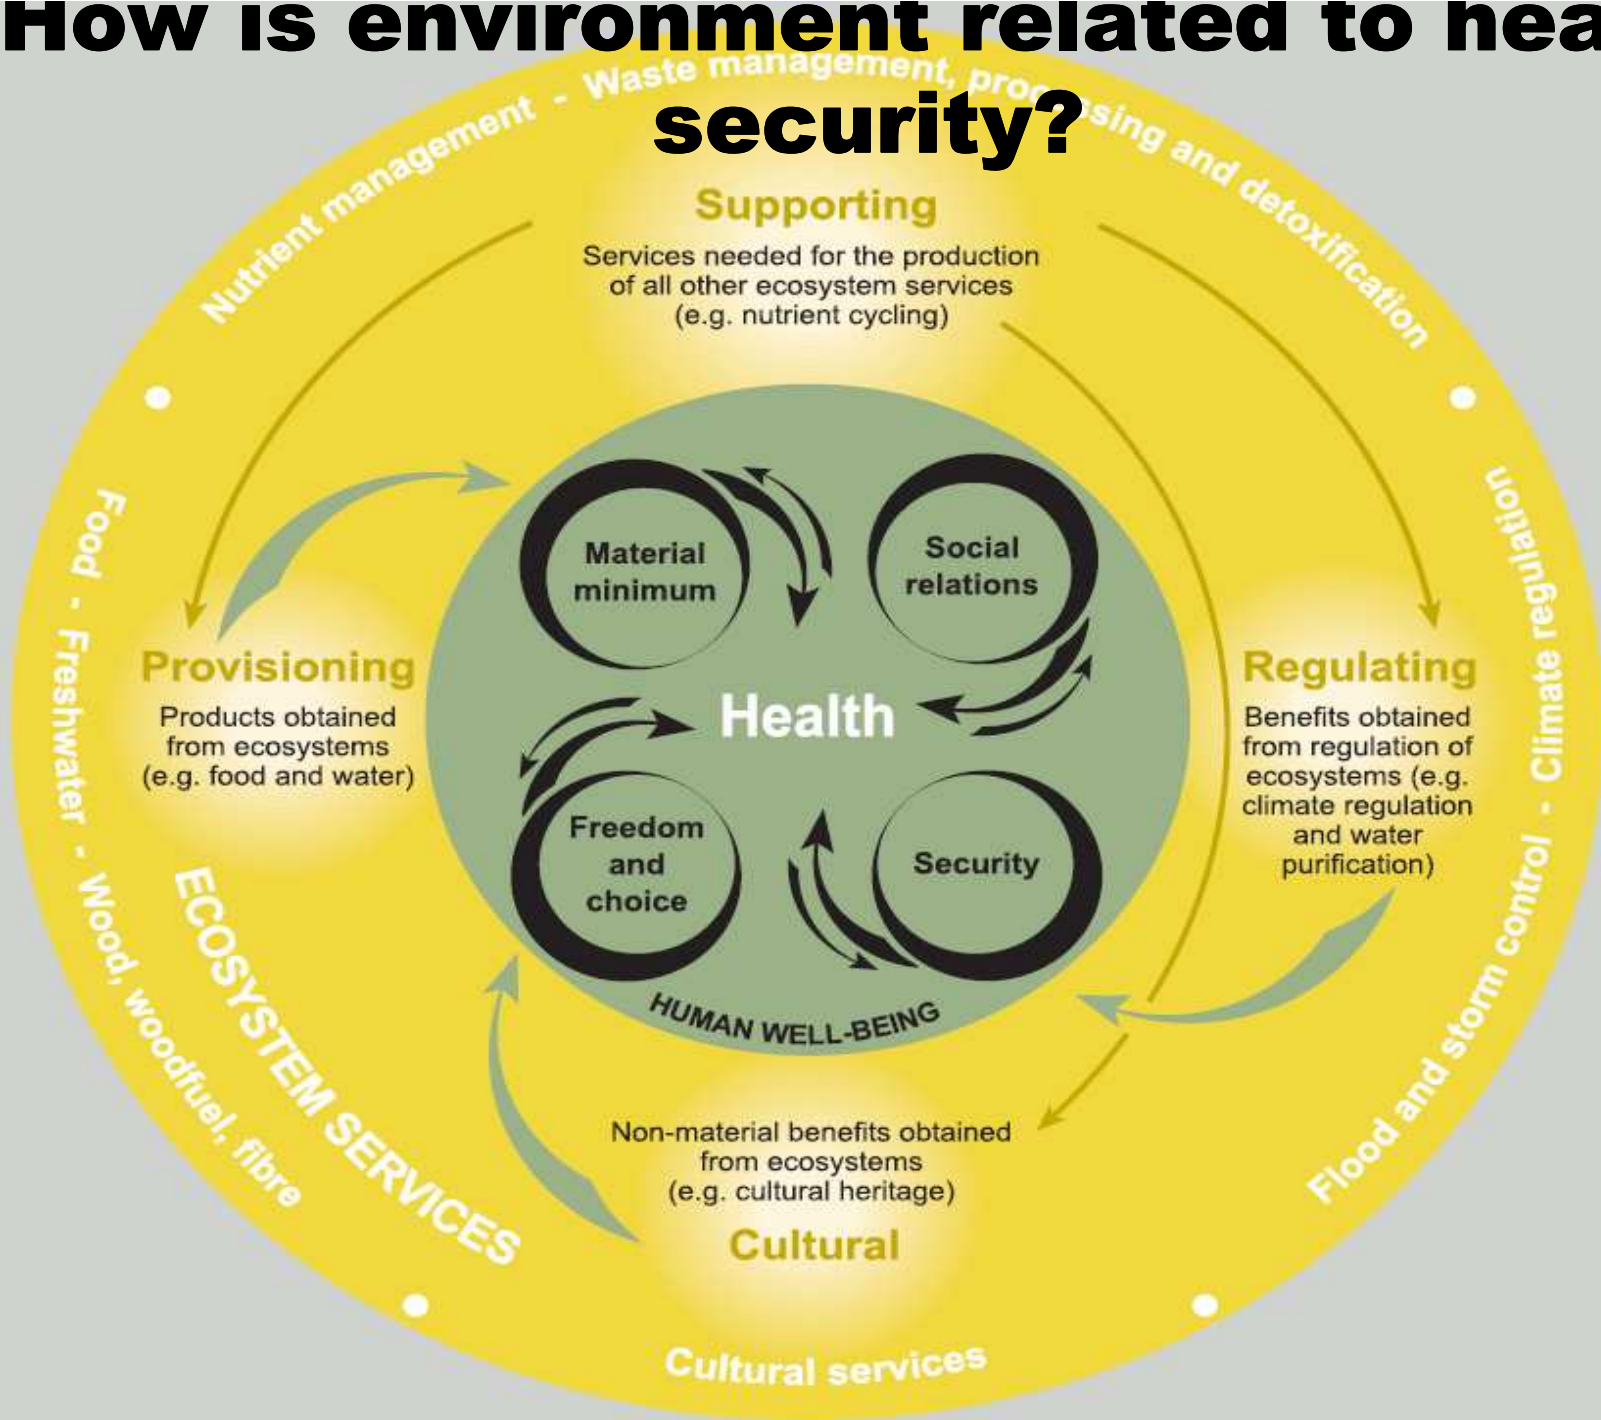 How is environment related to hea
security?
Nutrient management - Waste management, processing and detoxification
Supporting
Services needed for the production
of all other ecosystem services
(e.g. nutrient cycling)
Food - Freshwater - Wood, woodfuel, fibre
Provisioning
Products obtained
from ecosystems
(e.g. food and water)
ECOSYSTEM SERVICES
Material
minimum
Social
relations
Health
Freedom
and
choice
Security
HUMAN WELL-BEING
Regulating
Benefits obtained
from regulation of
ecosystems (e.g.
climate regulation
and water
purification)
Flood and storm control - Climate regulation
Non-material benefits obtained
from ecosystems
(e.g. cultural heritage)
Cultural
Cultural services